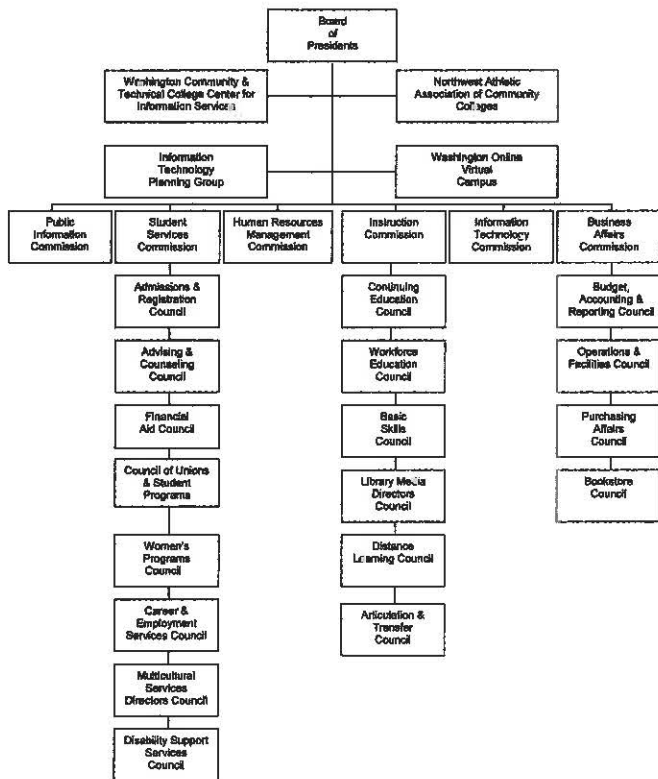 Board
of
Presidents
Washington Community &
Technical College Center for
Information Services
Northwest Athletic
Association of Community
Colleges
Information
Technology
Planning Group
Washington Online
Virtual
Campus
Public
Information
Commission
Student
Services
Commission
Human Resources
Management
Commission
Instruction
Commission
Information
Technology
Commission
Business
Affairs
Commission
Admissions &
Registration
Council
Advising &
Counseling
Council
Financial
Aid Council
Council of Unions
& Student
Programs
Women's
Programs
Council
Career &
Employment
Services Council
Multicultural
Services
Directors Council
Disability Support
Services
Council
Continuing
Education
Council
Workforce
Education
Council
Basic
Skills
Council
Library Media
Directors
Council
Distance
Learning Council
Articulation &
Transfer
Council
Budget,
Accounting &
Reporting Council
Operations &
Facilities Council
Purchasing
Affairs
Council
Bookstore
Council